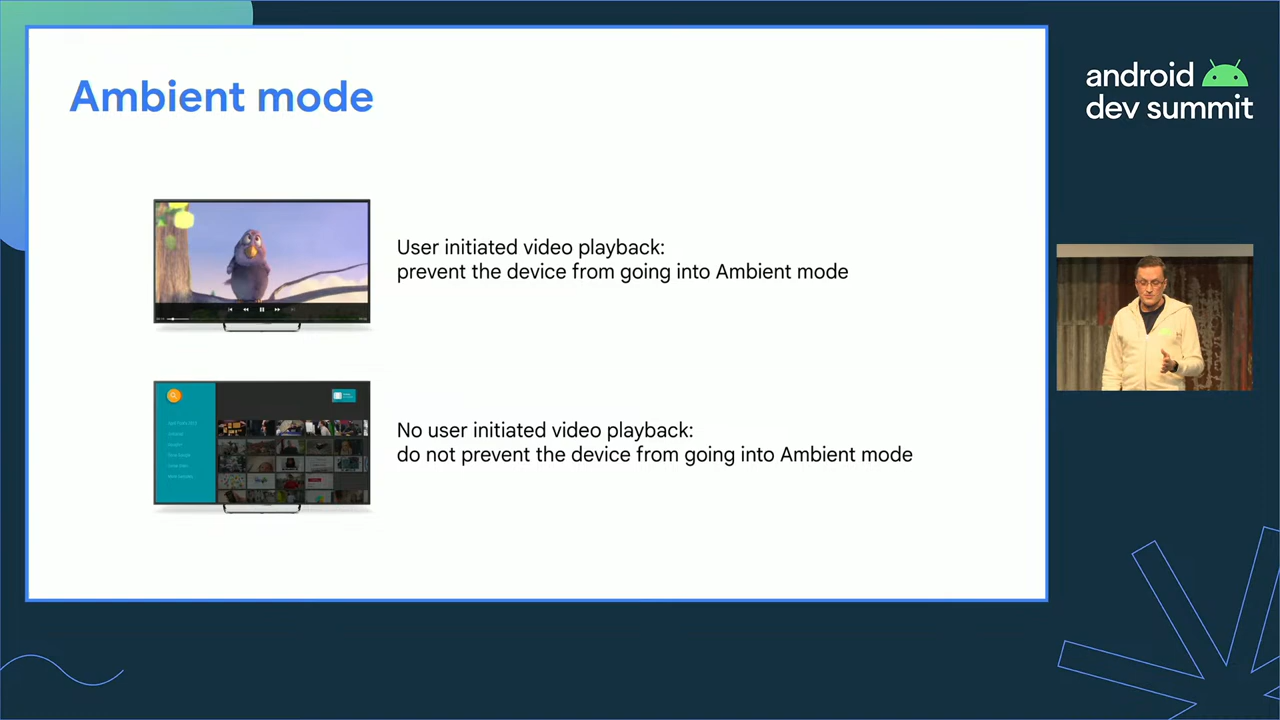 Ambient mode
User initiated video playback:
prevent the device from going into Ambient mode
No user initiated video playback:
do not prevent the device from going into Ambient mode
android
dev summit